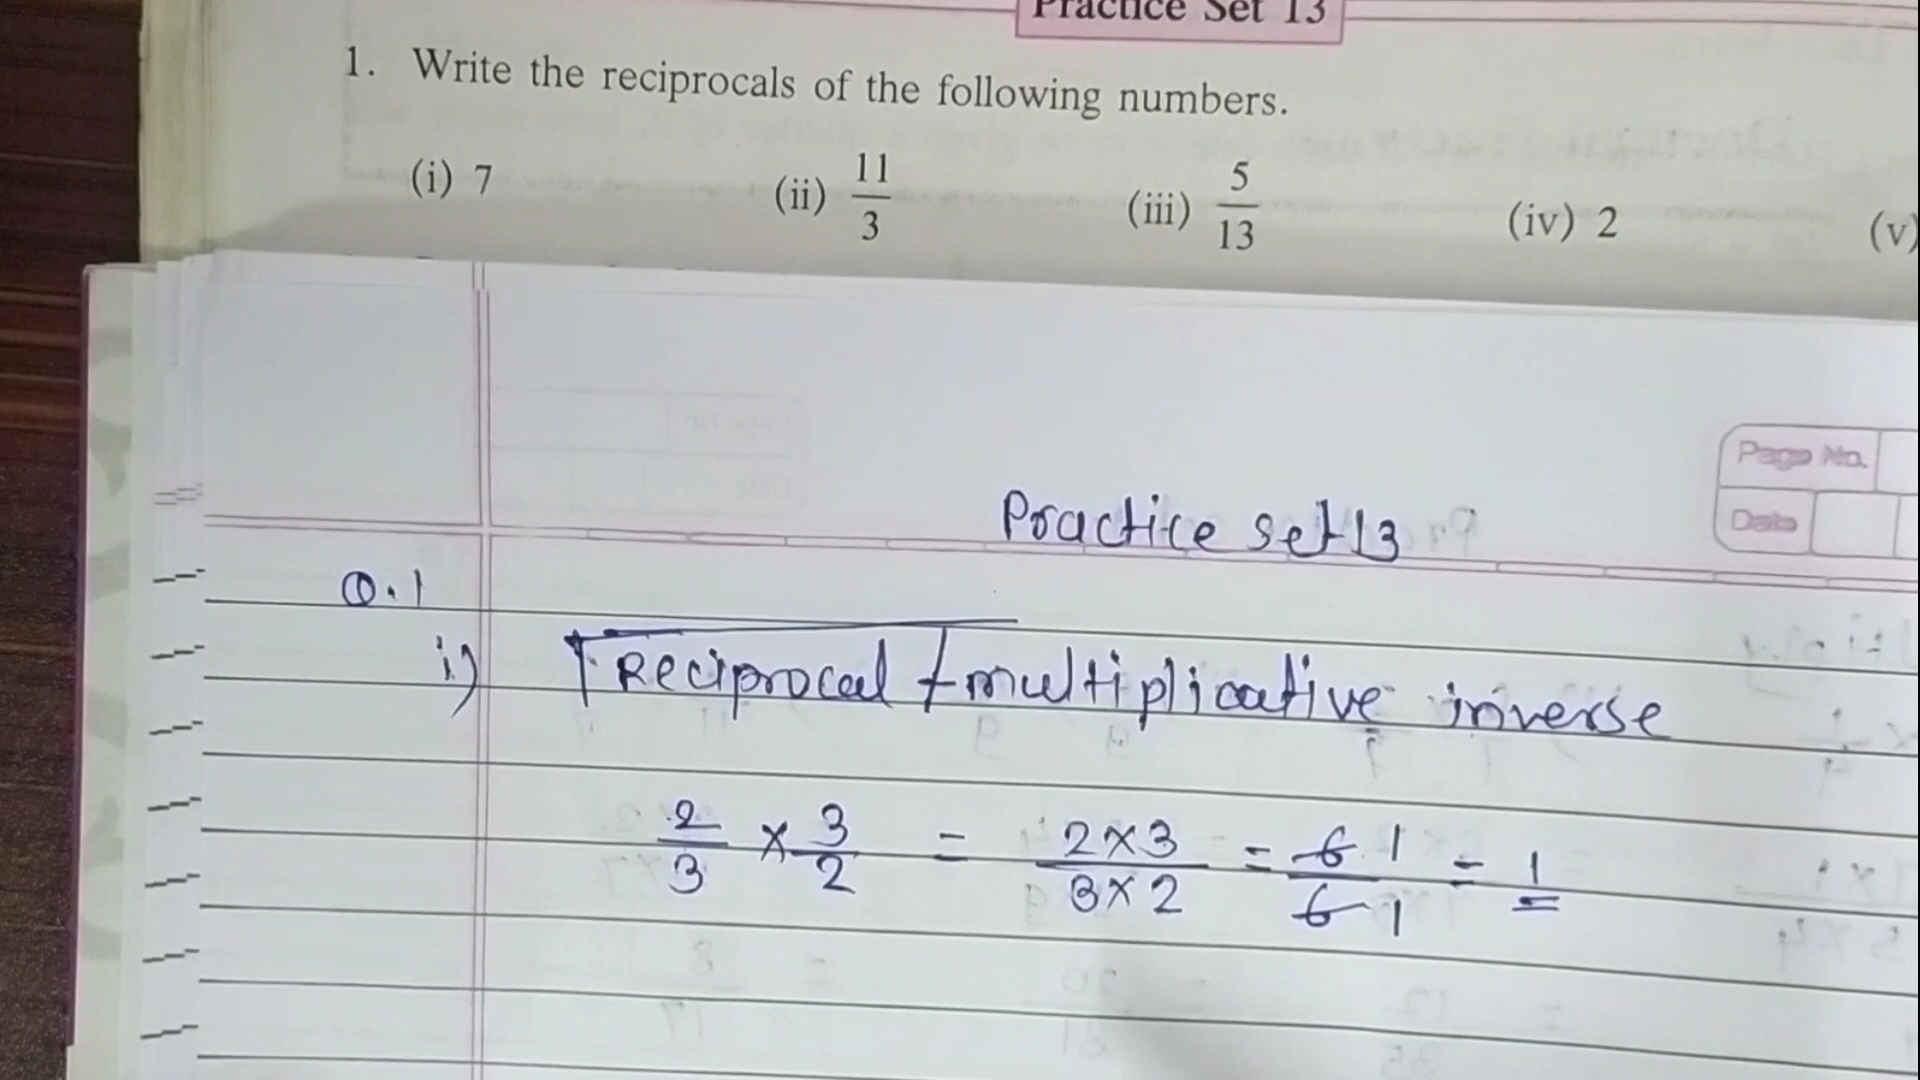 Practice Set 13
1. Write the reciprocals of the following numbers.
(i) 7 (ii) 11/3 (iii) 5/13 (iv) 2 (v)
Page No.
Date
Practice set 13
Q.1
i) Reciprocal / multiplicative inverse
2/3 × 3/2 = 2×3/3×2 = 6 1/6 1 = 1